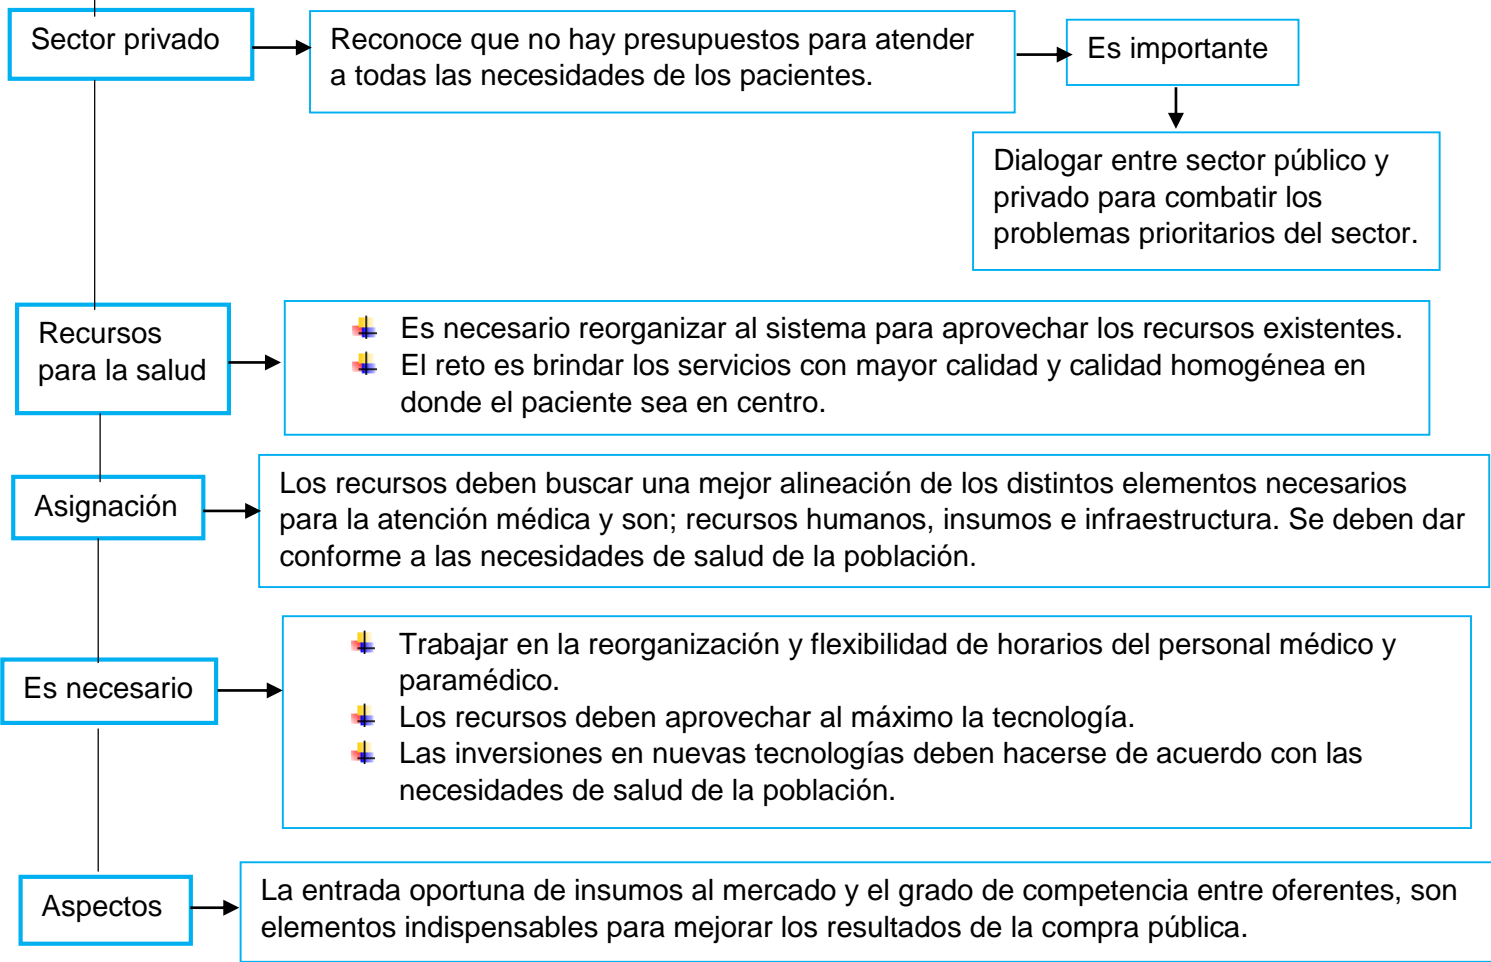 Sector privado
Reconoce que no hay presupuestos para atender
a todas las necesidades de los pacientes.
Es importante
Dialogar entre sector público y
privado para combatir los
problemas prioritarios del sector.
Recursos
para la salud
Es necesario reorganizar al sistema para aprovechar los recursos existentes.
El reto es brindar los servicios con mayor calidad y calidad homogénea en
donde el paciente sea en centro.
Asignación
Los recursos deben buscar una mejor alineación de los distintos elementos necesarios
para la atención médica y son; recursos humanos, insumos e infraestructura. Se deben dar
conforme a las necesidades de salud de la población.
Es necesario
Trabajar en la reorganización y flexibilidad de horarios del personal médico y
paramédico.
Los recursos deben aprovechar al máximo la tecnología.
Las inversiones en nuevas tecnologías deben hacerse de acuerdo con las
necesidades de salud de la población.
Aspectos
La entrada oportuna de insumos al mercado y el grado de competencia entre oferentes, son
elementos indispensables para mejorar los resultados de la compra pública.